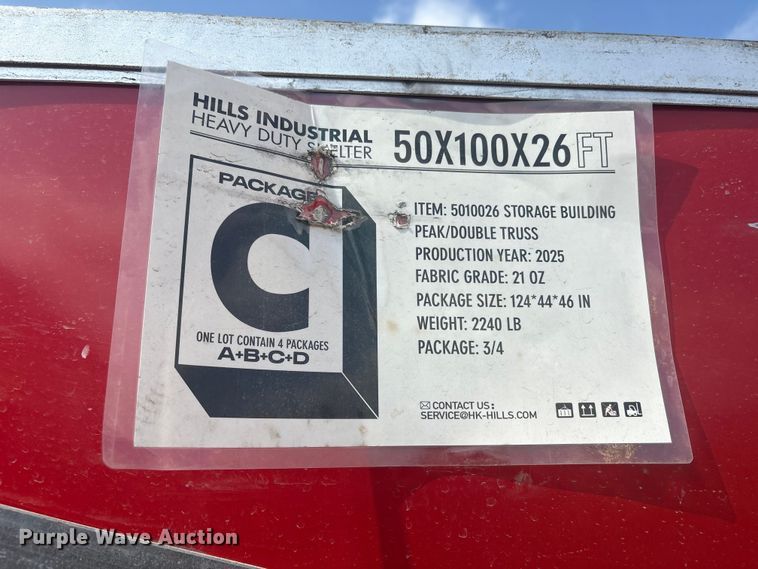 HILLS INDUSTRIAL
HEAVY DUTY SHELTER
50X100X26FT
PACKAGE
C
ONE LOT CONTAIN 4 PACKAGES
A+B+C+D
ITEM: 5010026 STORAGE BUILDING
PEAK/DOUBLE TRUSS
PRODUCTION YEAR: 2025
FABRIC GRADE: 21 OZ
PACKAGE SIZE: 124*44*46 IN
WEIGHT: 2240 LB
PACKAGE: 3/4
CONTACT US:
SERVICE@HK-HILLS.COM
Purple Wave Auction®